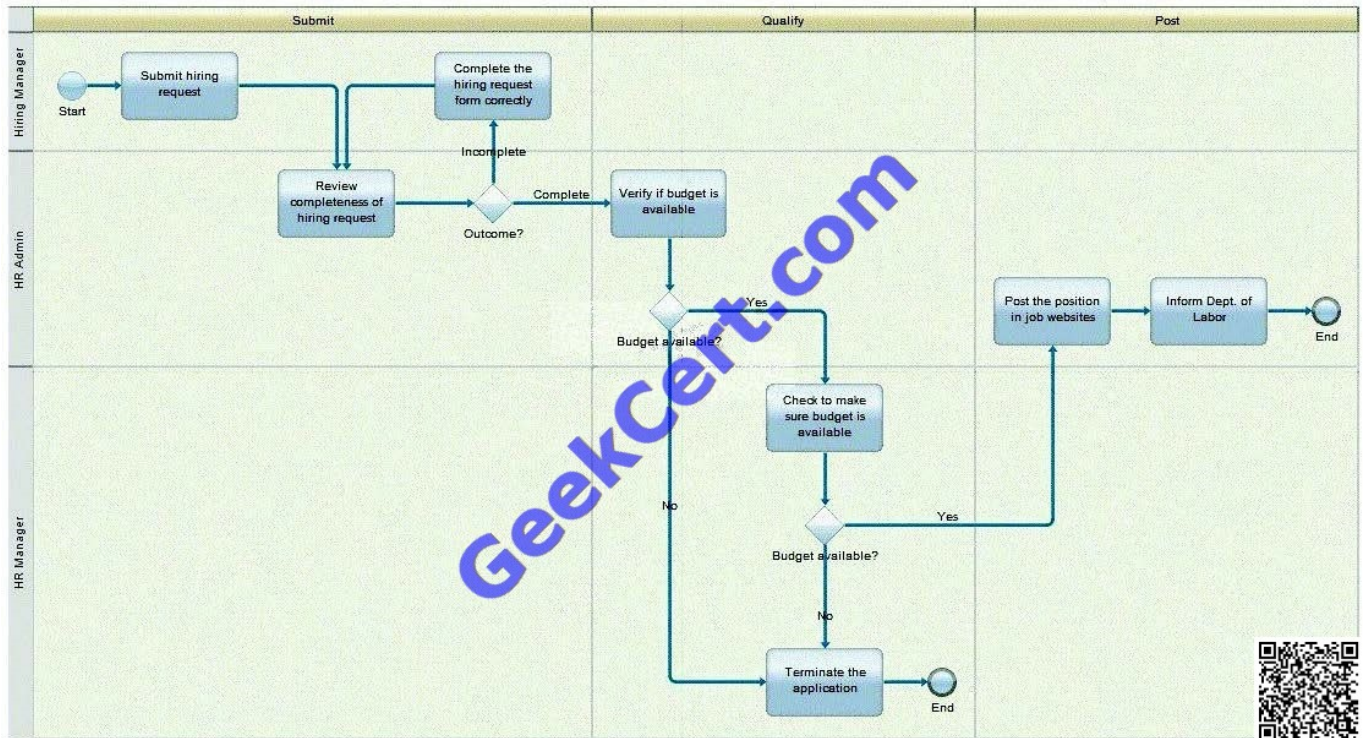 Submit
Qualify
Post
Hiring Manager
Start
Submit hiring
request
Complete the
hiring request
form correctly
Incomplete
HR Admin
Review
completeness of
hiring request
Outcome?
Complete
Verify if budget is
available
Yes
Budget available?
Post the position
in job websites
Inform Dept. of
Labor
End
HR Manager
Check to make
sure budget is
available
No
Yes
Budget available?
No
Terminate the
application
End
GeekCert.com